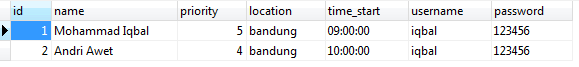 id name priority location time_start username password
1 Mohammad Iqbal 5 bandung 09:00:00 iqbal 123456
2 Andri Awet 4 bandung 10:00:00 iqbal 123456